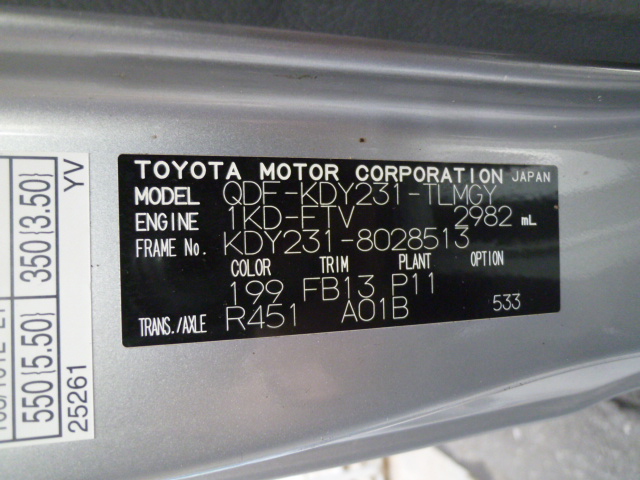 TOYOTA MOTOR CORPORATION JAPAN
MODEL QDF-KDY231-TLMGY
ENGINE 1KD-FTV 2982 mL
FRAME No. KDY231-8028513
COLOR TRIM PLANT OPTION
199 FB13 P11
TRANS./AXLE R451 A01B 533
550{5.50} 350{3.50}
25261 YV